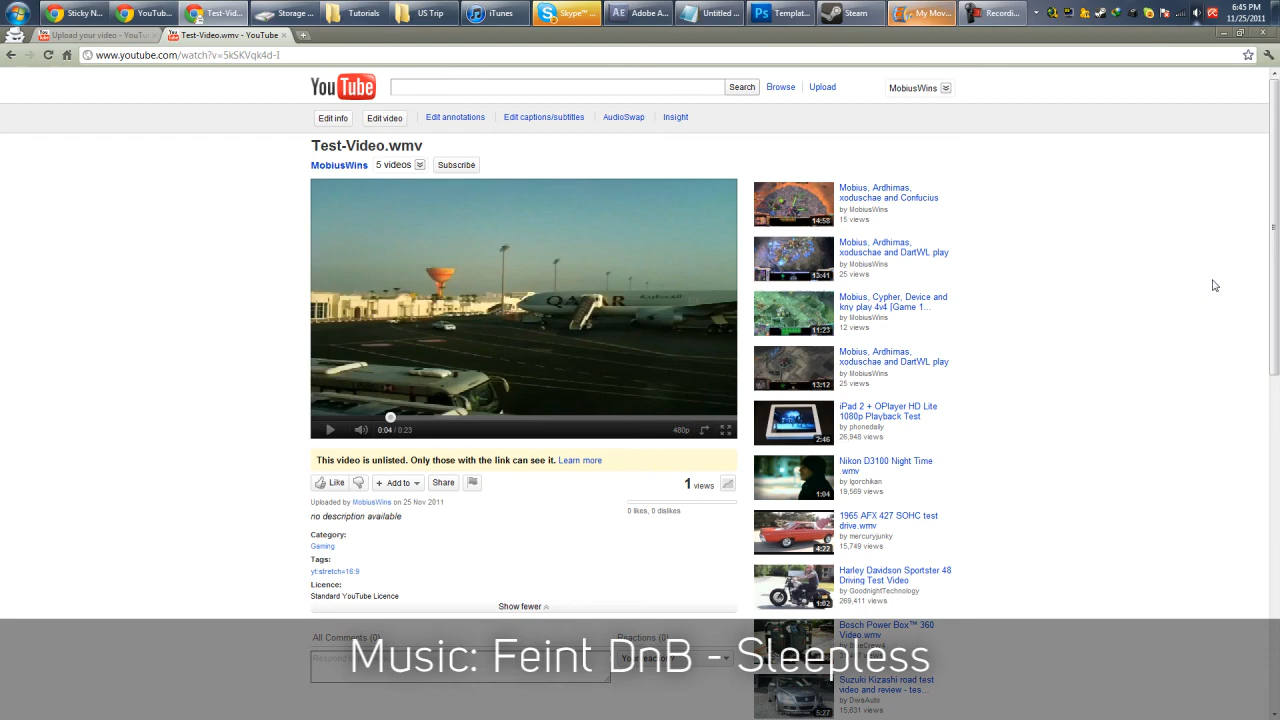 Sticky N...
YouTub...
Test-Vid...
Storage ...
Tutorials
US Trip
iTunes
Skype™ ...
Adobe A...
Untitled ...
Templat...
Steam
My Mov...
Recordi...
6:45 PM
11/25/2011
Upload your video - YouTu
Test-Video.wmv - YouTube
www.youtube.com/watch?v=5kSKVqk4d-I
YouTube
Search
Browse
Upload
MobiusWins
Edit info
Edit video
Edit annotations
Edit captions/subtitles
AudioSwap
Insight
Test-Video.wmv
MobiusWins
5 videos
Subscribe
QATAR
القطرية
0:04 / 0:23
480p
This video is unlisted. Only those with the link can see it. Learn more
Like
+ Add to
Share
1 views
Uploaded by MobiusWins on 25 Nov 2011
0 likes, 0 dislikes
no description available
Category:
Gaming
Tags:
yt:stretch=16:9
Licence:
Standard YouTube Licence
Show fewer
All Comments (0)
Reactions (0)
Your reaction?
Mobius, Ardhimas,
xoduschae and Confucius
by MobiusWins
15 views
14:58
Mobius, Ardhimas,
xoduschae and DartWL play
by MobiusWins
25 views
13:41
Mobius, Cypher, Device and
kny play 4v4 [Game 1...
by MobiusWins
12 views
11:23
Mobius, Ardhimas,
xoduschae and DartWL play
by MobiusWins
25 views
13:12
iPad 2 + OPlayer HD Lite
1080p Playback Test
by phonedaily
26,948 views
2:46
Nikon D3100 Night Time
.wmv
by lgorchikan
19,569 views
1:04
1965 AFX 427 SOHC test
drive.wmv
by mercuryjunky
15,749 views
4:22
Harley Davidson Sportster 48
Driving Test Video
by GoodnightTechnology
269,411 views
1:02
Bosch Power Box™ 360
Video.wmv
Suzuki Kizashi road test
video and review - tes...
by DwsAuto
15,631 views
5:27
Music: Feint DnB - Sleepless